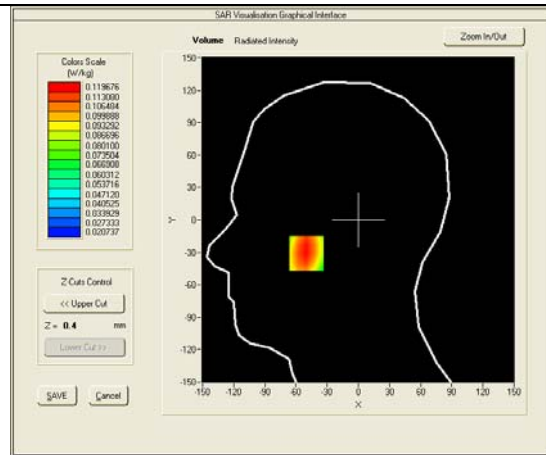 SAR Visualisation Graphical Interface
Volume Radiated Intensity
Zoom In/Out
Colors Scale
(W/kg)
0.119676
0.113080
0.106484
0.099888
0.093292
0.086696
0.080100
0.073504
0.066908
0.060312
0.053716
0.047120
0.040525
0.033929
0.027333
0.020737
Z Cuts Control
<< Upper Cut
Z = 0.4 mm
Lower Cut >>
SAVE Cancel
150-
120-
90-
60-
30-
0-
-30-
-60-
-90-
-120-
-150-
Y
-150 -120 -90 -60 -30 0 30 60 90 120 150
X